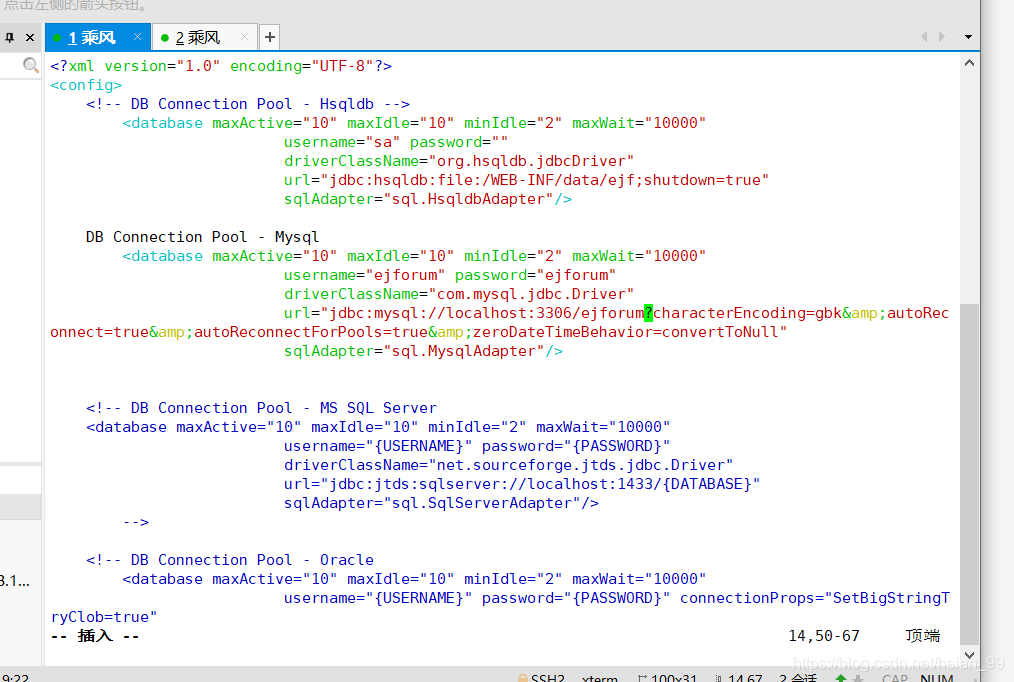 点击左侧的箭头按钮。
1 乘风 × 2 乘风 × +
<?xml version="1.0" encoding="UTF-8"?>
<config>
<!-- DB Connection Pool - Hsqldb -->
<database maxActive="10" maxIdle="10" minIdle="2" maxWait="10000"
username="sa" password=""
driverClassName="org.hsqldb.jdbcDriver"
url="jdbc:hsqldb:file:/WEB-INF/data/ejf;shutdown=true"
sqlAdapter="sql.HsqldbAdapter"/>
DB Connection Pool - Mysql
<database maxActive="10" maxIdle="10" minIdle="2" maxWait="10000"
username="ejforum" password="ejforum"
driverClassName="com.mysql.jdbc.Driver"
url="jdbc:mysql://localhost:3306/ejforum?characterEncoding=gbk&amp;autoRec
onnect=true&amp;autoReconnectForPools=true&amp;zeroDateTimeBehavior=convertToNull"
sqlAdapter="sql.MysqlAdapter"/>
<!-- DB Connection Pool - MS SQL Server
<database maxActive="10" maxIdle="10" minIdle="2" maxWait="10000"
username="{USERNAME}" password="{PASSWORD}"
driverClassName="net.sourceforge.jtds.jdbc.Driver"
url="jdbc:jtds:sqlserver://localhost:1433/{DATABASE}"
sqlAdapter="sql.SqlServerAdapter"/>
-->
<!-- DB Connection Pool - Oracle
<database maxActive="10" maxIdle="10" minIdle="2" maxWait="10000"
3.1...
username="{USERNAME}" password="{PASSWORD}" connectionProps="SetBigStringT
ryClob=true"
-- 插入 -- 14,50-67 顶端
https://blog.csdn.net/helan_99
9:22 SSH2 xterm 100x31 14,67 2 会话 CAP NUM